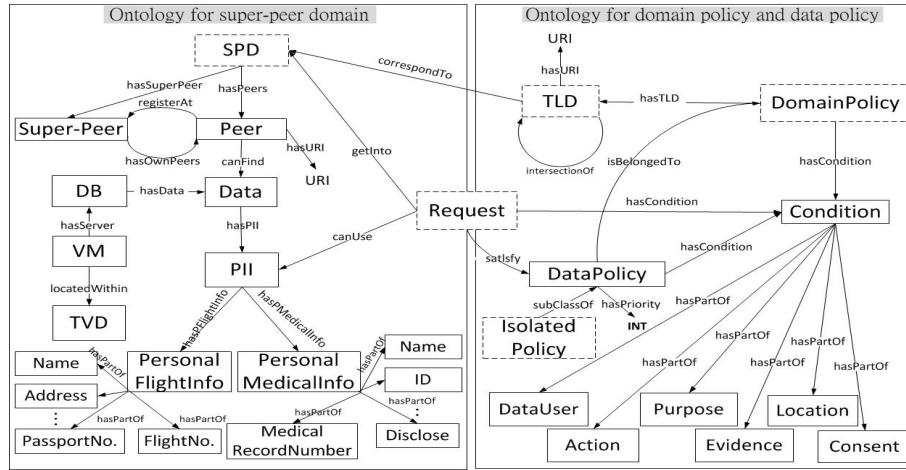 Ontology for super-peer domain
Ontology for domain policy and data policy
SPD
URI
correspondTo
hasURI
hasSuperPeer
hasPeers
TLD
hasTLD
DomainPolicy
registerAt
Super-Peer
Peer
hasOwnPeers
canFind
hasURI
URI
getInto
intersectionOf
isBelongedTo
hasCondition
DB
hasData
Data
Request
hasCondition
Condition
hasServer
hasPII
canUse
satisfy
hasCondition
VM
PII
DataPolicy
locatedWithin
subClassOf
hasPriority
hasPartOf
TVD
hasPFlightInfo
hasPMedicalInfo
Isolated
Policy
INT
Name
hasPartOf
Personal
FlightInfo
Personal
MedicalInfo
hasPartOf
Name
hasPartOf
hasPartOf
hasPartOf
hasPartOf
Address
ID
hasPartOf
hasPartOf
hasPartOf
hasPartOf
DataUser
Purpose
Location
PassportNo.
FlightNo.
Medical
RecordNumber
Disclose
Action
Evidence
Consent